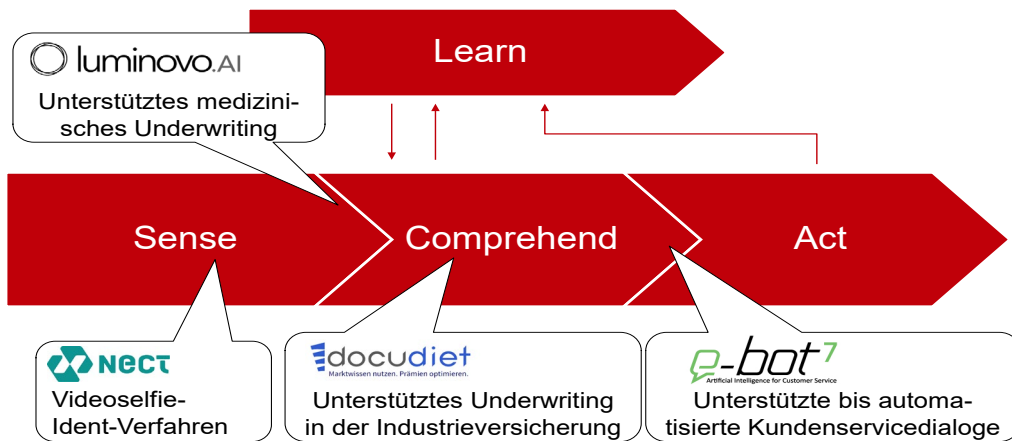 Learn
luminovo.AI
Unterstütztes medizini-
sches Underwriting
Sense
Comprehend
Act
nect
Videoselfie-
Ident-Verfahren
docudiet
Marktwissen nutzen. Prämien optimieren.
Unterstütztes Underwriting
in der Industrieversicherung
e-bot7
Artificial Intelligence for Customer Service
Unterstützte bis automa-
tisierte Kundenservicedialoge